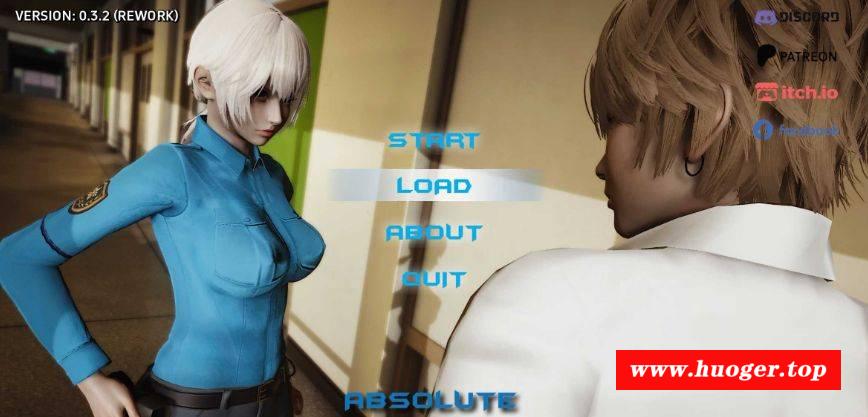 VERSION: 0.3.2 (REWORK)
DISCORD
PATREON
itch.io
facebook
START
LOAD
ABOUT
QUIT
www.huoger.top
ABSOLUTE